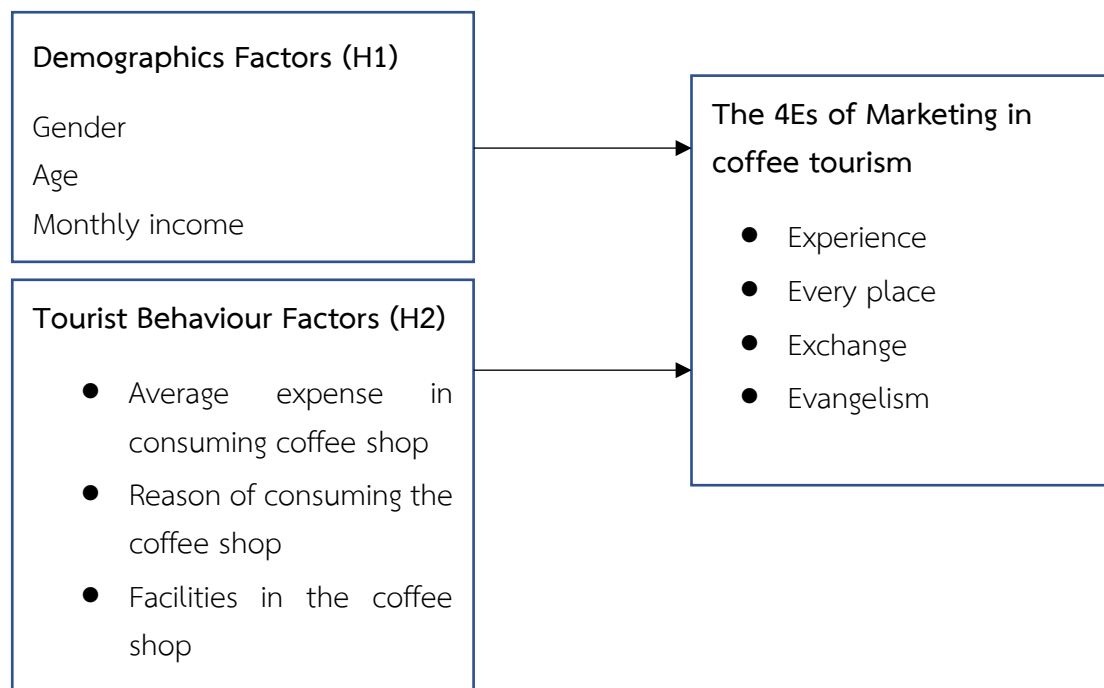 Demographics Factors (H1)
Gender
Age
Monthly income
Tourist Behaviour Factors (H2)
● Average expense in
consuming coffee shop
● Reason of consuming the
coffee shop
● Facilities in the coffee
shop
The 4Es of Marketing in
coffee tourism
● Experience
● Every place
● Exchange
● Evangelism